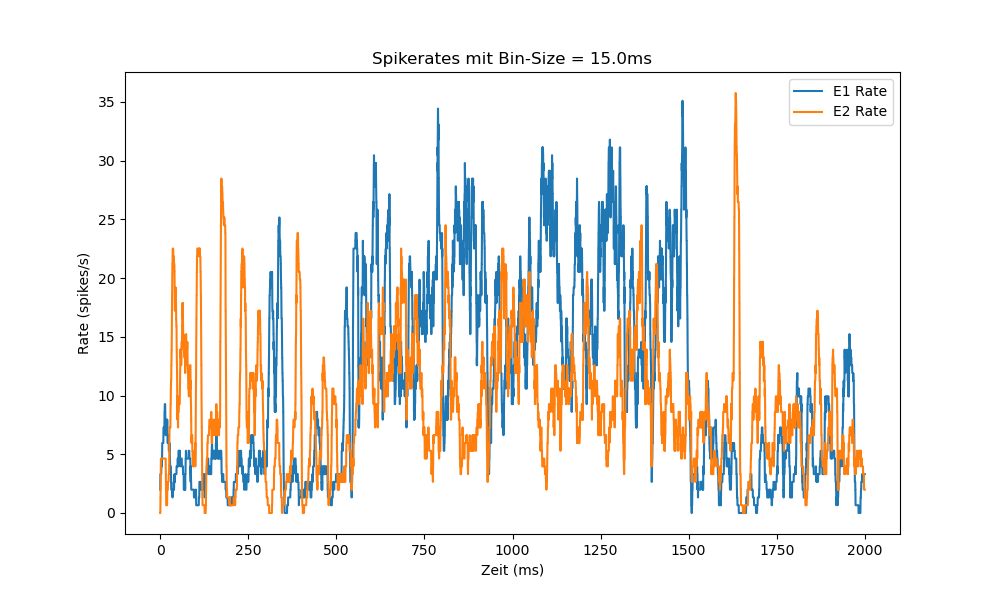 Spikerates mit Bin-Size = 15.0ms
E1 Rate
E2 Rate
Rate (spikes/s)
35
30
25
20
15
10
5
0
0 250 500 750 1000 1250 1500 1750 2000
Zeit (ms)